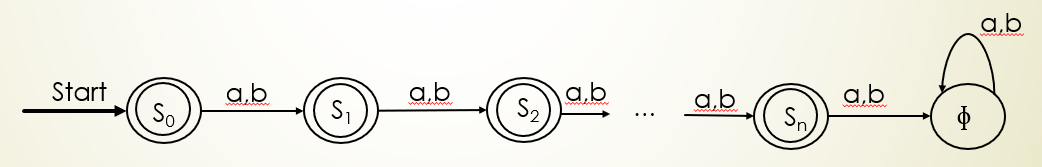 a,b
Start a,b a,b a,b ... a,b a,b
S0 S1 S2 Sn ϕ